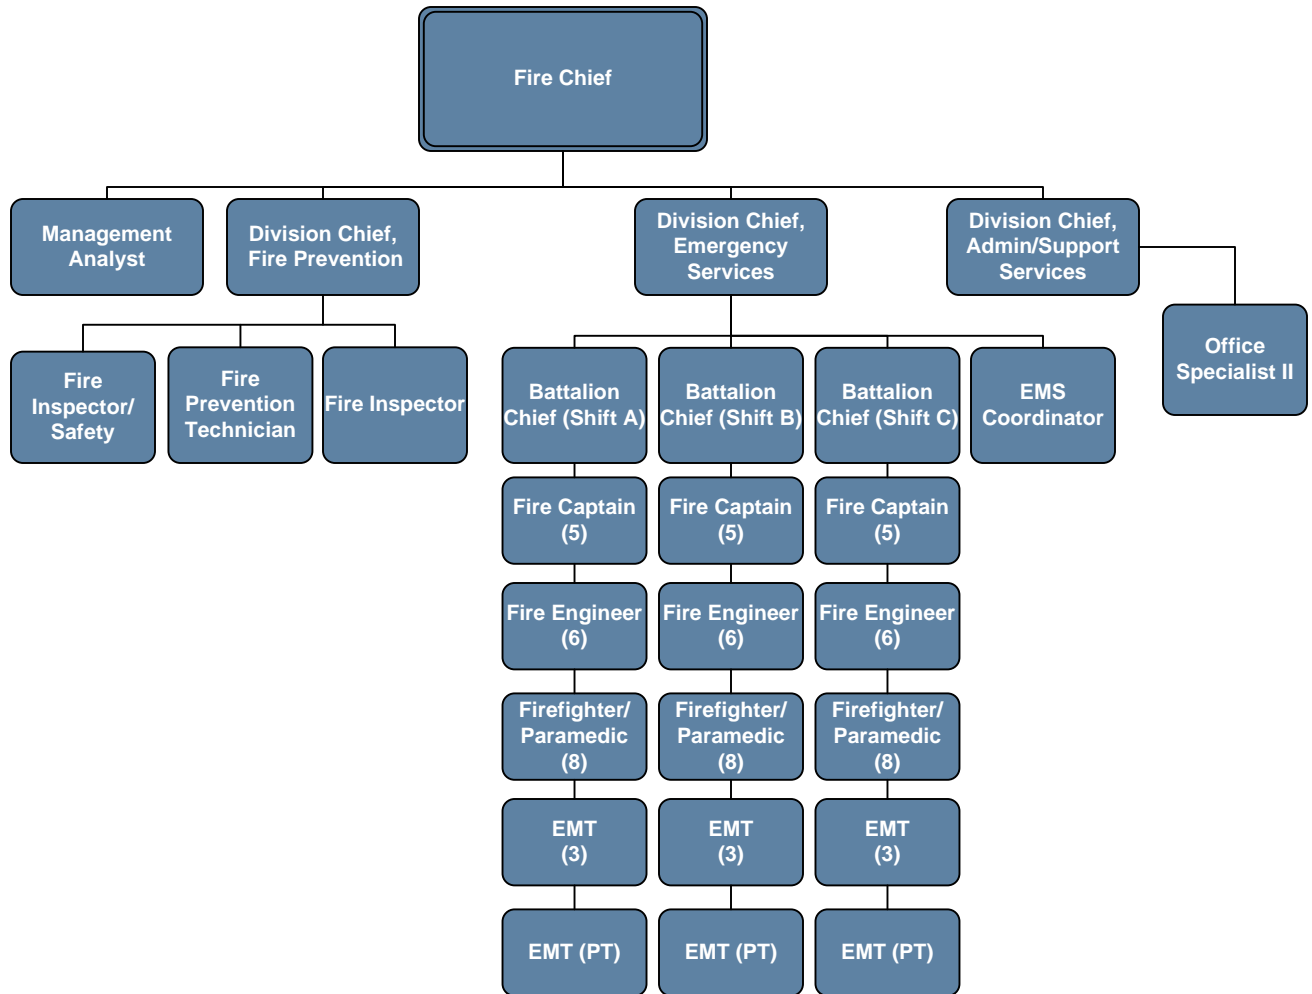 Fire Chief
Management
Analyst
Division Chief,
Fire Prevention
Division Chief,
Emergency
Services
Division Chief,
Admin/Support
Services
Office
Specialist II
Fire
Inspector/
Safety
Fire
Prevention
Technician
Fire Inspector
Battalion
Chief (Shift A)
Battalion
Chief (Shift B)
Battalion
Chief (Shift C)
EMS
Coordinator
Fire Captain
(5)
Fire Captain
(5)
Fire Captain
(5)
Fire Engineer
(6)
Fire Engineer
(6)
Fire Engineer
(6)
Firefighter/
Paramedic
(8)
Firefighter/
Paramedic
(8)
Firefighter/
Paramedic
(8)
EMT
(3)
EMT
(3)
EMT
(3)
EMT (PT)
EMT (PT)
EMT (PT)